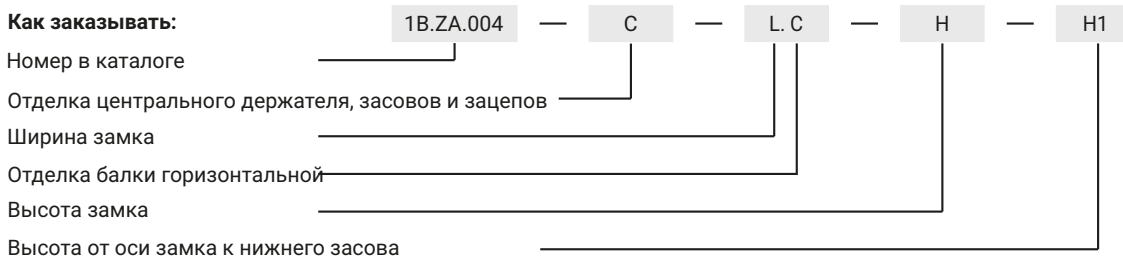 Как заказывать: 1B.ZA.004 — C — L. C — H — H1
Номер в каталоге
Отделка центрального держателя, засовов и зацепов
Ширина замка
Отделка балки горизонтальной
Высота замка
Высота от оси замка к нижнего засова